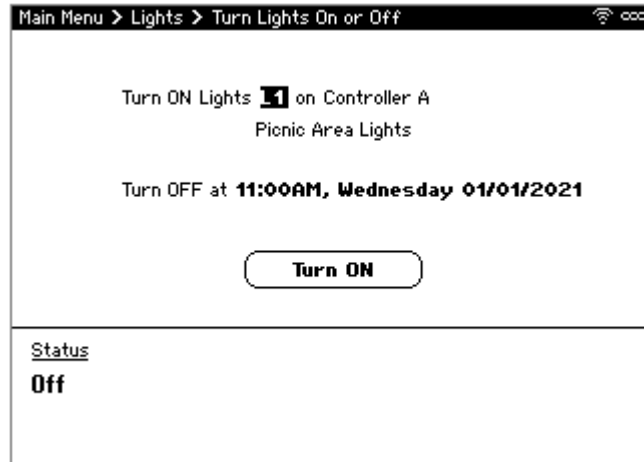 Main Menu > Lights > Turn Lights On or Off
Turn ON Lights L1 on Controller A
Picnic Area Lights
Turn OFF at 11:00AM, Wednesday 01/01/2021
Turn ON
Status
Off